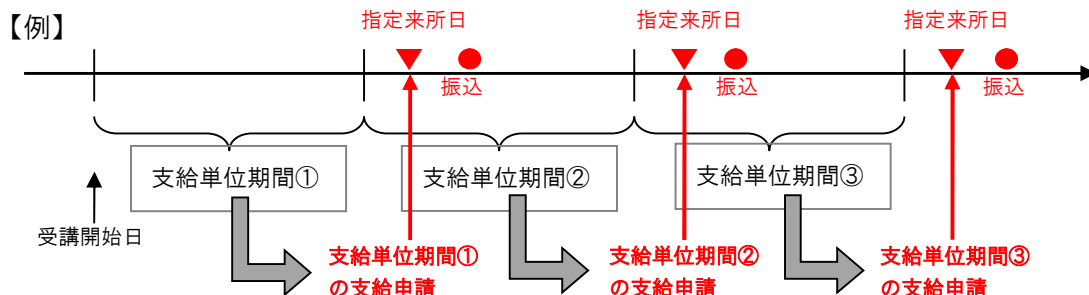 【例】
指定来所日
指定来所日
指定来所日
振込
振込
振込
支給単位期間①
支給単位期間②
支給単位期間③
受講開始日
支給単位期間①
の支給申請
支給単位期間②
の支給申請
支給単位期間③
の支給申請